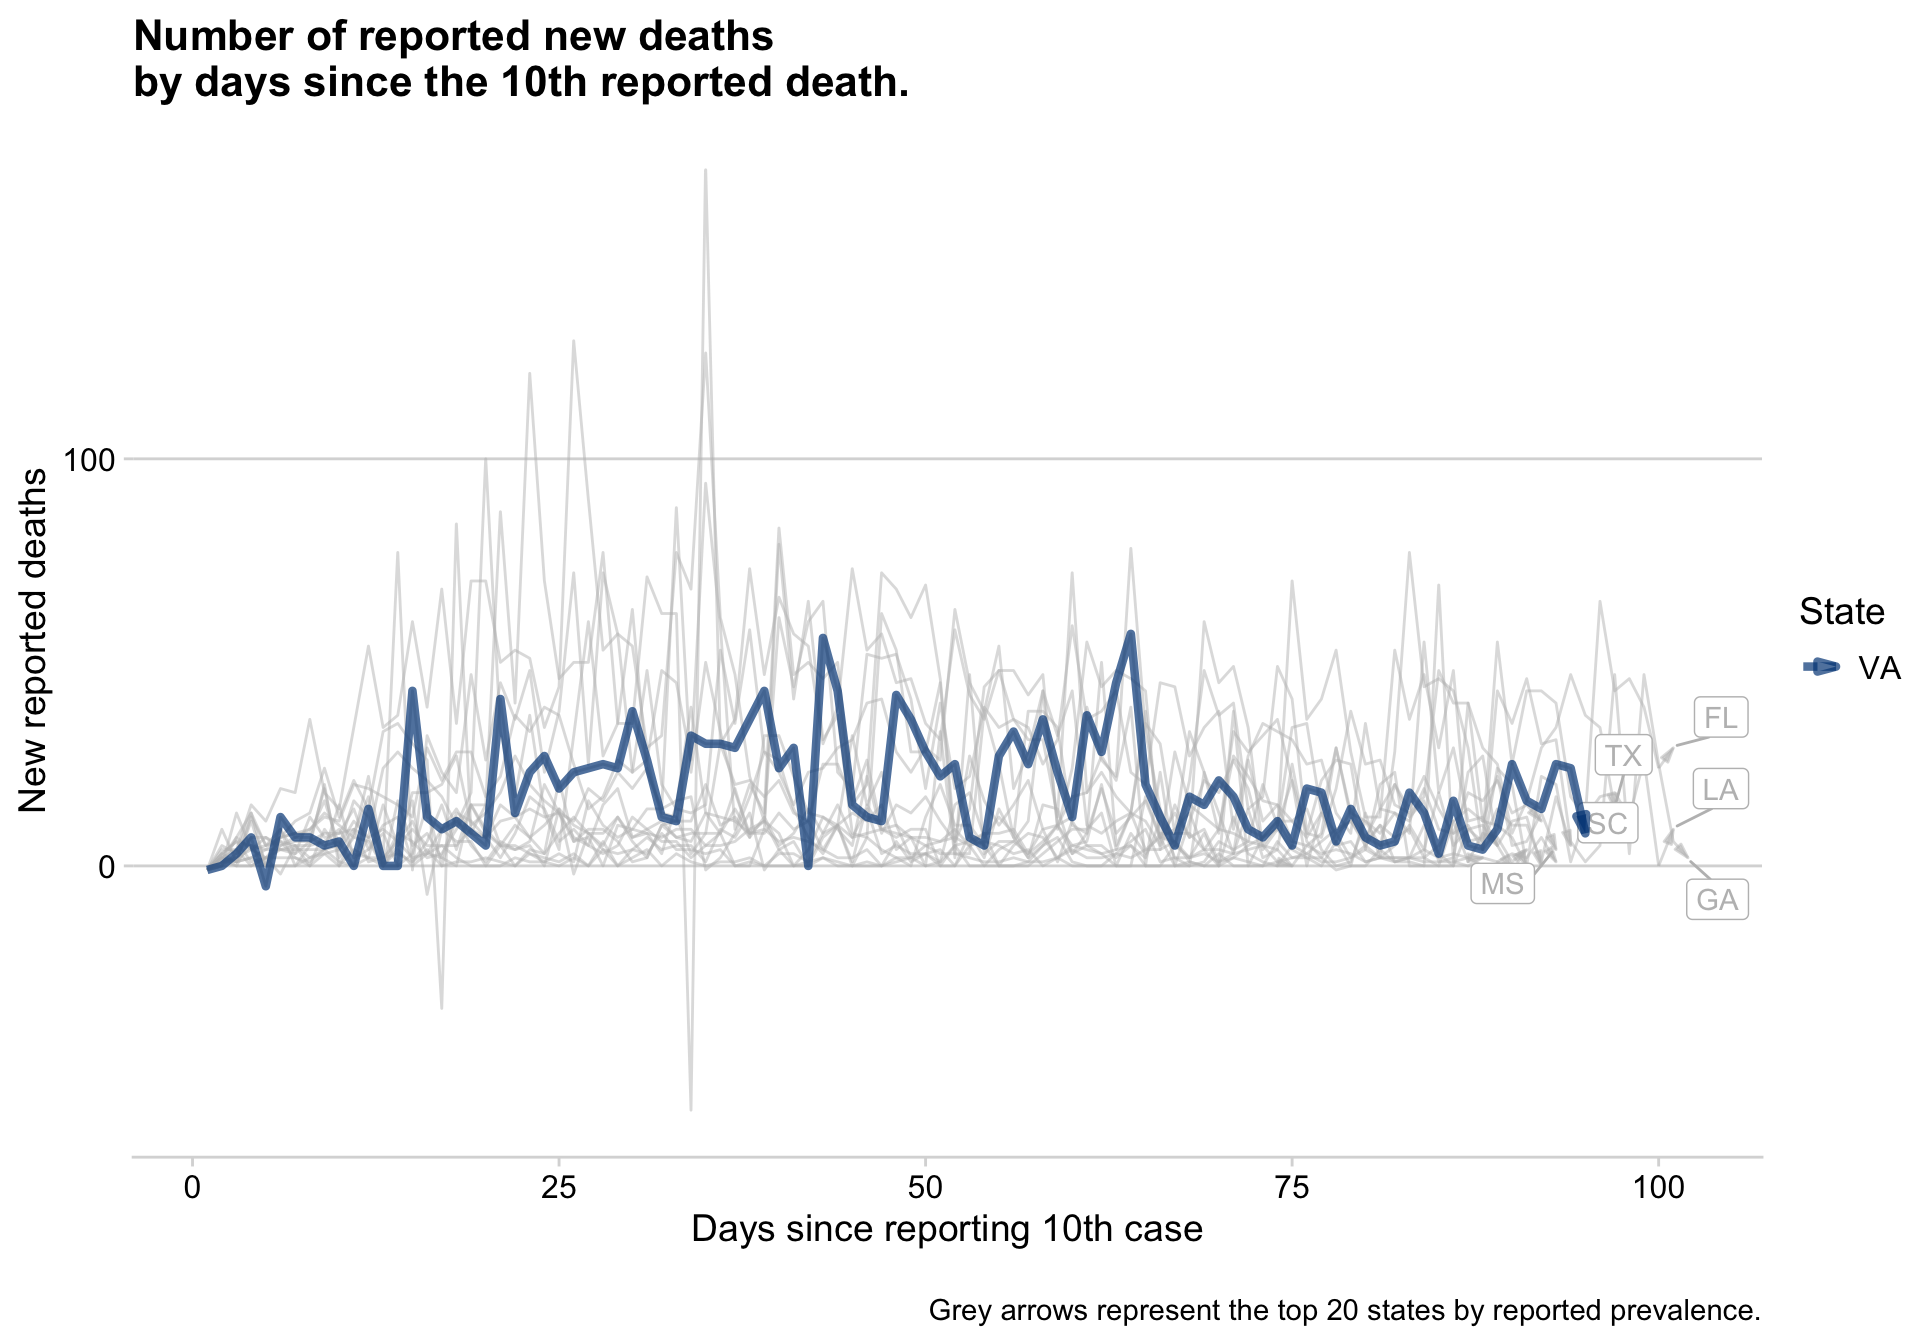 Number of reported new deaths
by days since the 10th reported death.
New reported deaths
100
0
FL
TX
LA
SC
MS
GA
State
VA
0 25 50 75 100
Days since reporting 10th case
Grey arrows represent the top 20 states by reported prevalence.